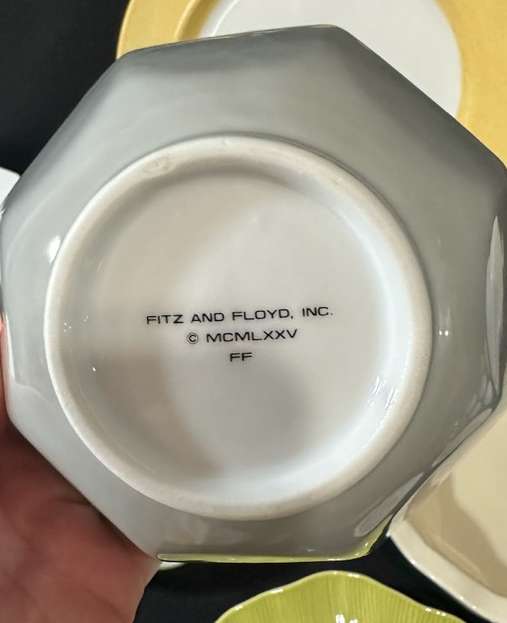 FITZ AND FLOYD, INC.
© MCMLXXV
FF